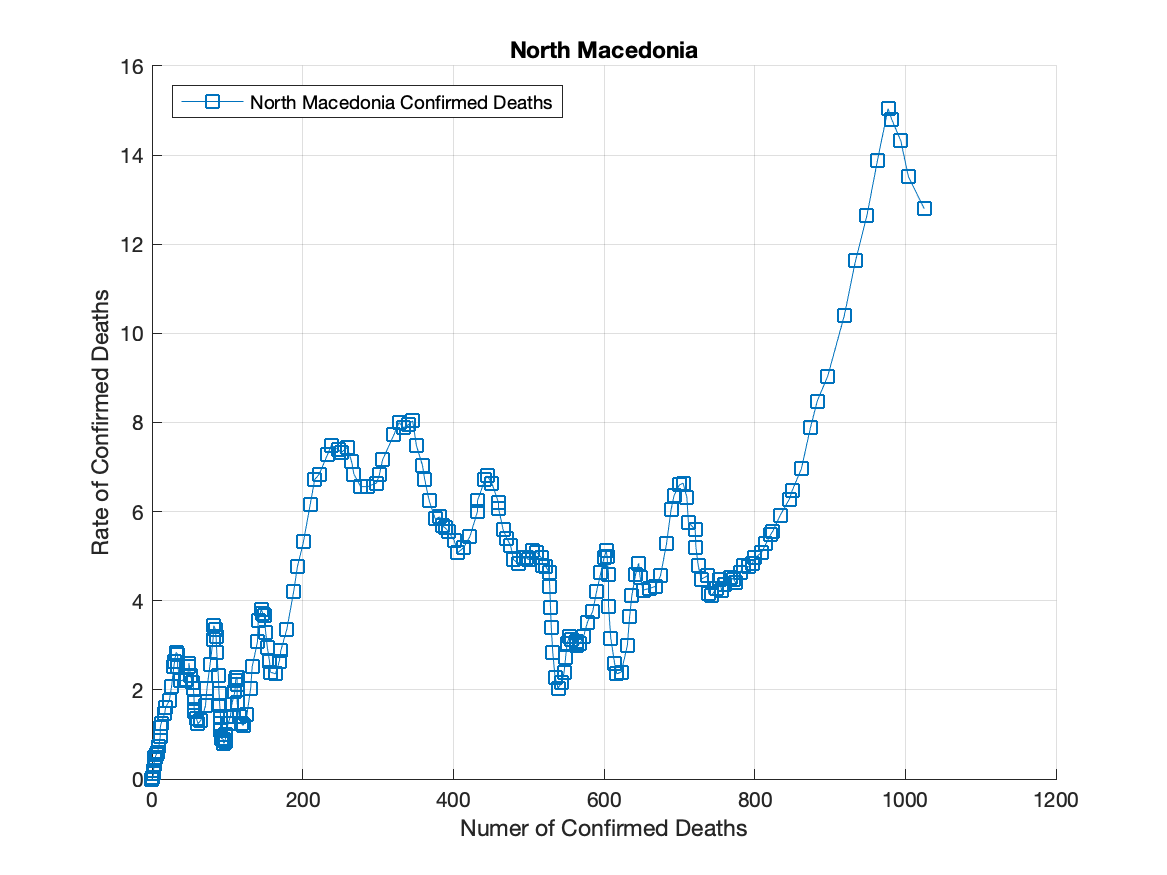 North Macedonia
North Macedonia Confirmed Deaths
Rate of Confirmed Deaths
16
14
12
10
8
6
4
2
0
0 200 400 600 800 1000 1200
Numer of Confirmed Deaths